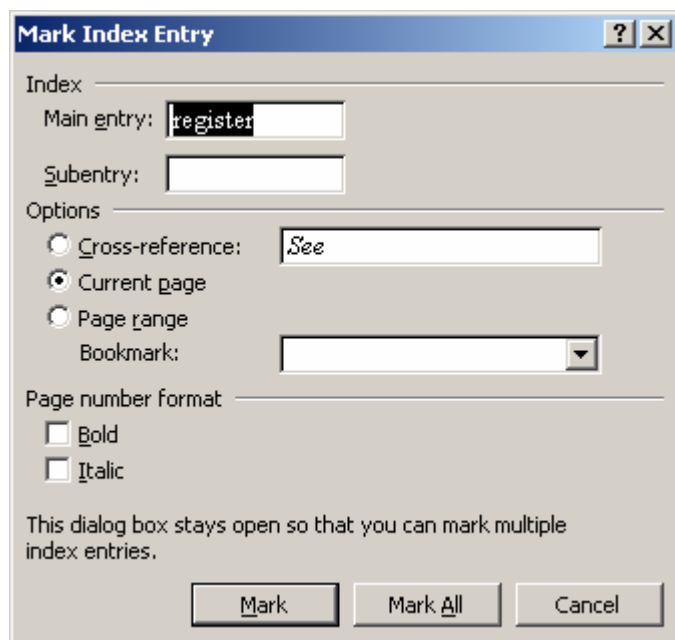 Mark Index Entry
Index
Main entry: register
Subentry:
Options
Cross-reference: See
Current page
Page range
Bookmark:
Page number format
Bold
Italic
This dialog box stays open so that you can mark multiple
index entries.
Mark Mark All Cancel